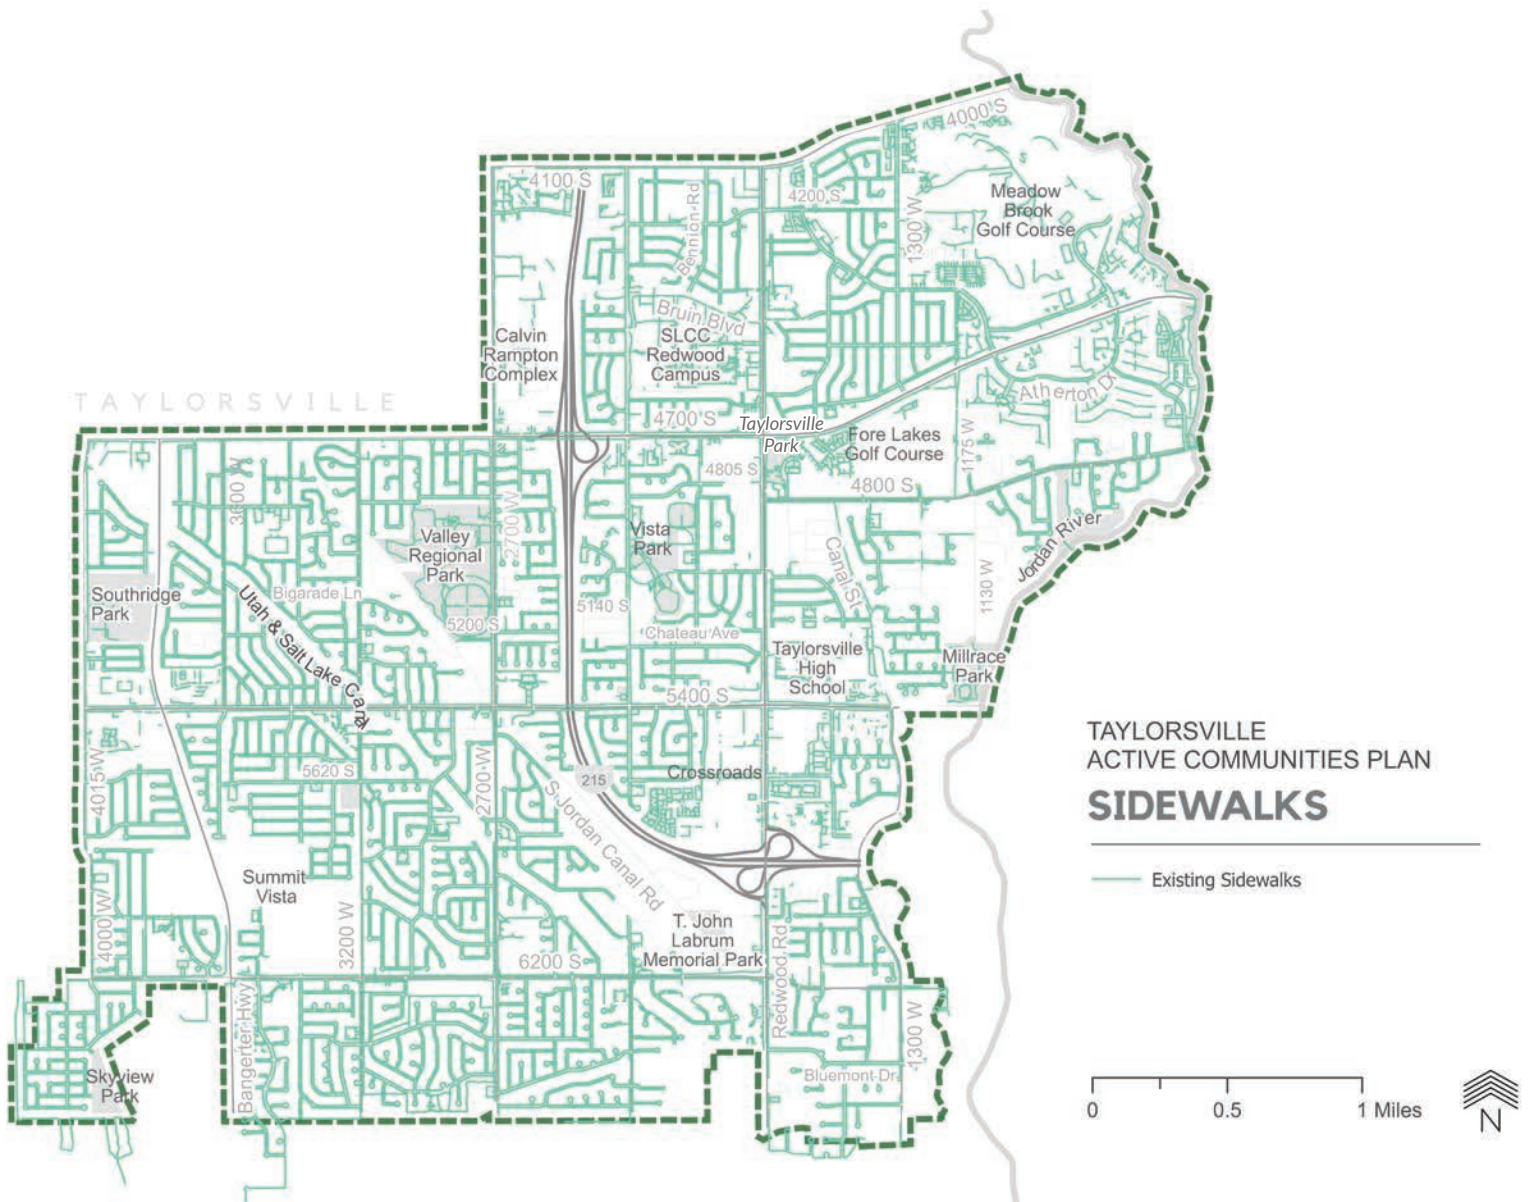 4000 S
4100 S
4200 S
Bennion Rd
1300 W
Meadow
Brook
Golf Course
Bruin Blvd
Calvin
Rampton
Complex
SLCC
Redwood
Campus
Atherton Dr
TAYLORSVILLE
4700 S
Taylorsville
Park
Fore Lakes
Golf Course
1175 W
4805 S
4800 S
3600 W
2700 W
Valley
Regional
Park
Vista
Park
Canal St
Jordan River
Southridge
Park
Bigarade Ln
Utah & Salt Lake Canal
5200 S
5140 S
1130 W
Chateau Ave
Taylorsville
High
School
Millrace
Park
5400 S
TAYLORSVILLE
ACTIVE COMMUNITIES PLAN
SIDEWALKS
Existing Sidewalks
4015 W
5620 S
2700 W
215
Crossroads
S Jordan Canal Rd
Summit
Vista
4000 W
3200 W
T. John
Labrum
Memorial Park
6200 S
Redwood Rd
Bangerter Hwy
1300 W
Skyview
Park
Bluemont Dr
0 0.5 1 Miles
N